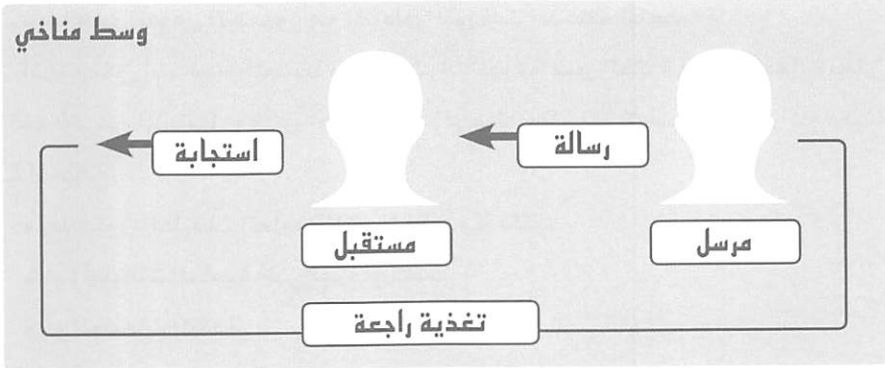 وسط مناخي
مرسل
رسالة
مستقبل
استجابة
تغذية راجعة